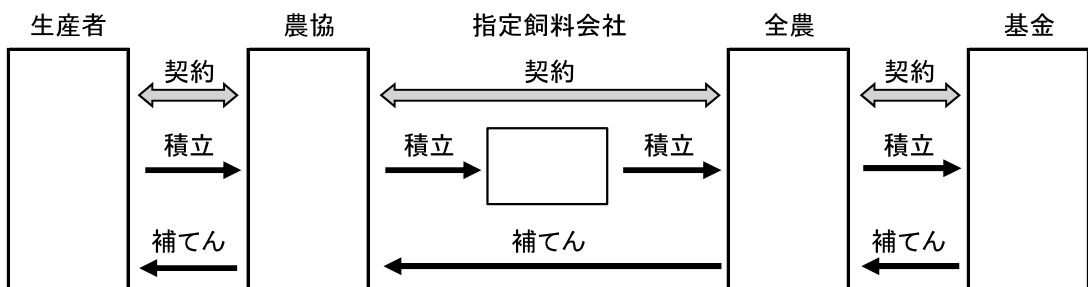 生産者 農協 指定飼料会社 全農 基金
契約 契約 契約
積立 積立 積立 積立
補てん 補てん 補てん